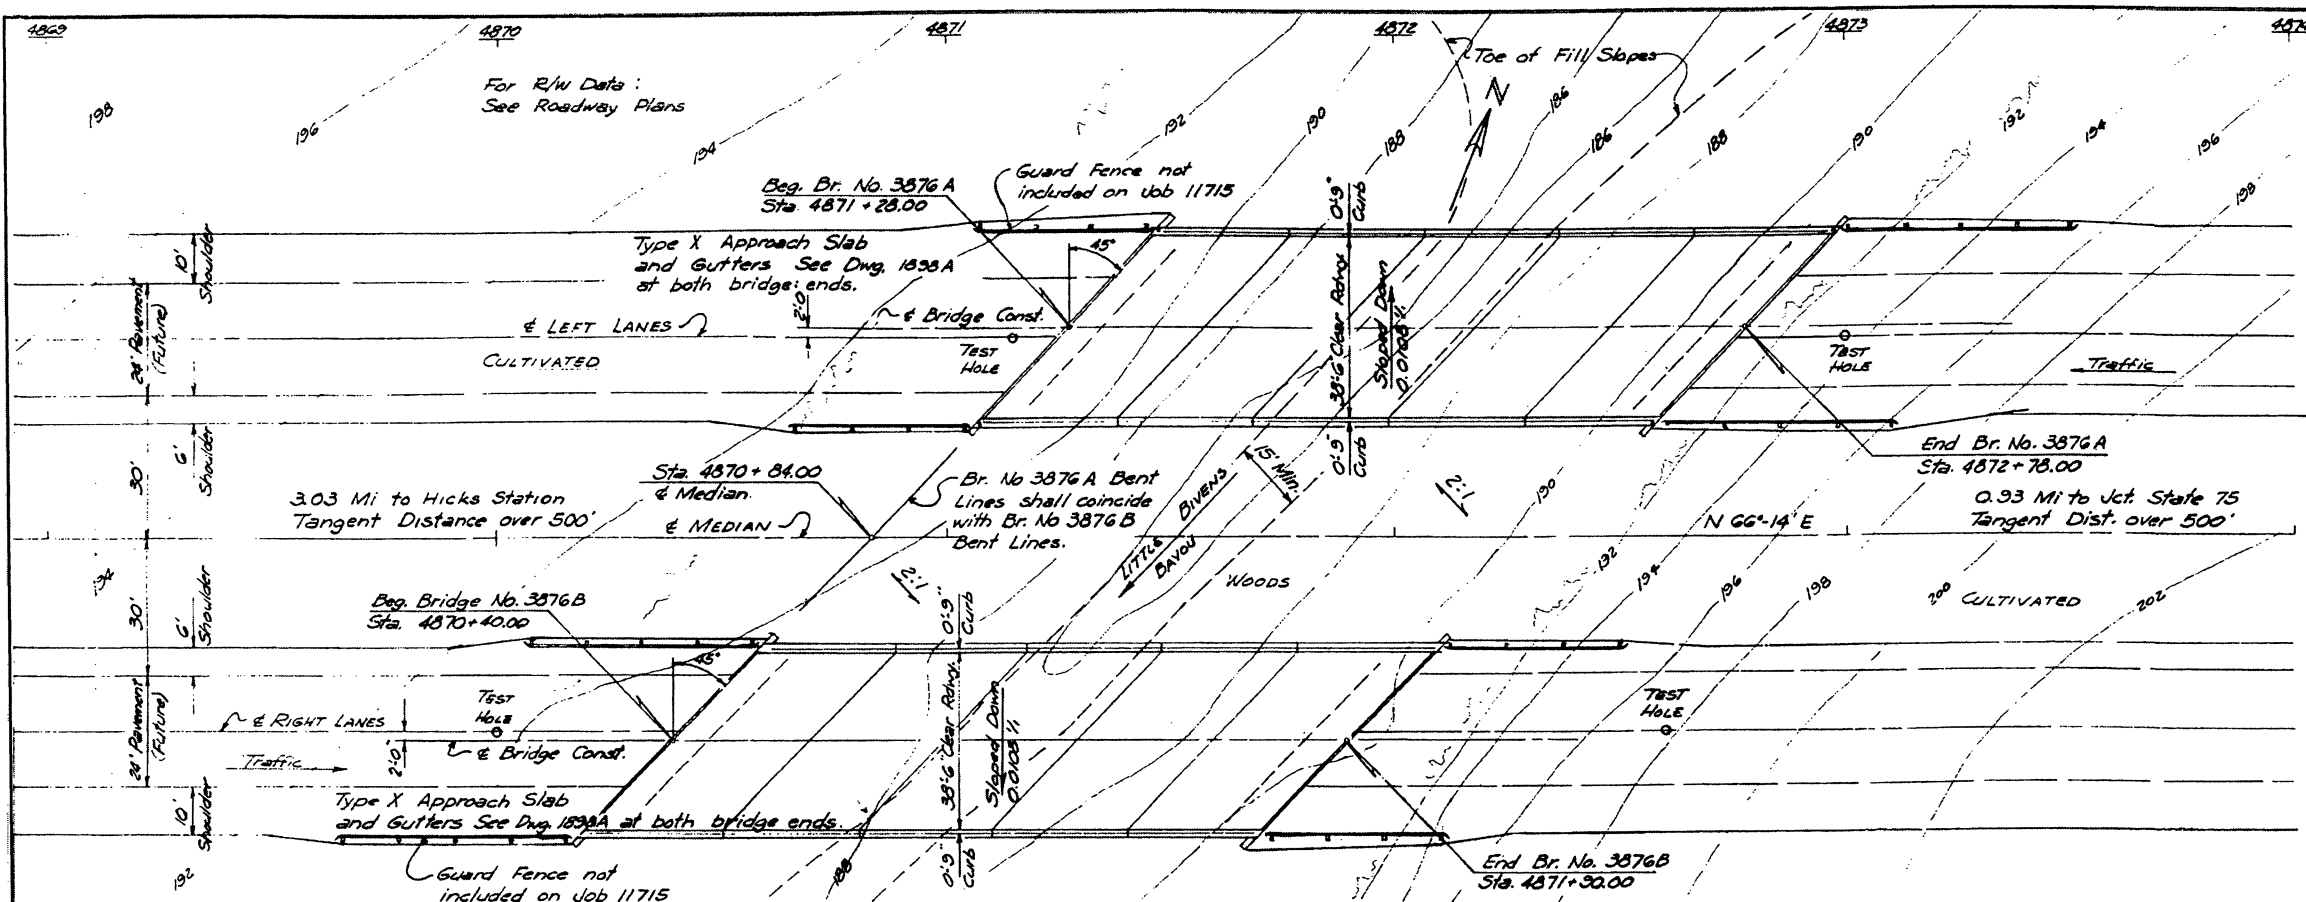 4869
4870
4871
4872
4873
4874
For R/W Data :
See Roadway Plans
Toe of Fill Slopes
N
198
196
194
192
190
188
186
186
188
190
192
194
196
198
Beg. Br. No. 3876 A
Sta. 4871 + 28.00
Guard Fence not
included on Job 11715
0'-9"
Curb
10'
Shoulder
Type X Approach Slab
and Gutters See Dwg. 1898A
at both bridge ends.
45°
38'-6" Clear Rdwy.
Sloped Down
0.0108 '/,
24' Pavement
(Future)
2'-0"
℄ Bridge Const.
℄ LEFT LANES
CULTIVATED
TEST
HOLE
TEST
HOLE
Traffic
6'
Shoulder
30'
0'-9"
Curb
End Br. No. 3876 A
Sta. 4872 + 78.00
Sta. 4870 + 84.00
℄ Median.
Br. No 3876 A Bent
Lines shall coincide
with Br. No 3876 B
Bent Lines.
15' Min.
2:1
190
3.03 Mi to Hicks Station
Tangent Distance over 500'
℄ MEDIAN
LITTLE BIVENS
BAYOU
N 66°-14' E
0.93 Mi to Jct. State 75
Tangent Dist. over 500'
194
2:1
WOODS
192
194
196
198
200
CULTIVATED
202
30'
6'
Shoulder
Beg. Bridge No. 3876B
Sta. 4870+40.00
0'-9"
Curb
45°
24' Pavement
(Future)
℄ RIGHT LANES
TEST
HOLE
38'-6" Clear Rdwy.
Sloped Down
0.0108 '/,
TEST
HOLE
2'-0"
℄ Bridge Const.
Traffic
10'
Shoulder
Type X Approach Slab
and Gutters See Dwg. 1898A at both bridge ends.
192
188
Guard Fence not
included on Job 11715
0'-9"
Curb
End Br. No. 3876B
Sta. 4871+90.00